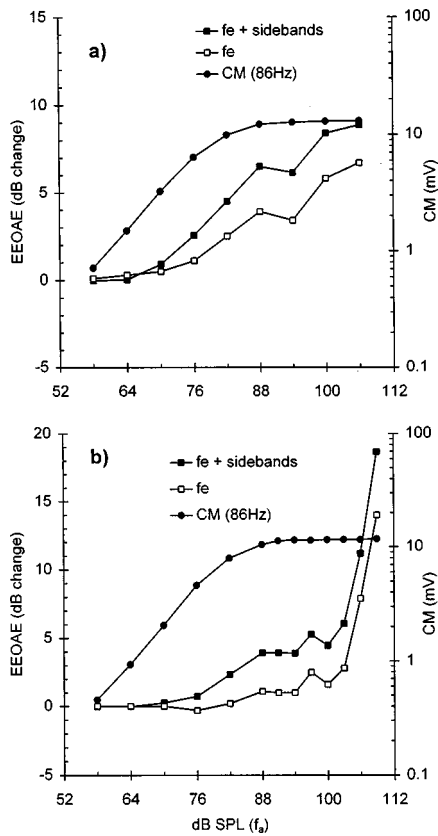 a)
fe + sidebands
fe
CM (86Hz)
EEOAE (dB change)
15
10
5
0
-5
CM (mV)
100
10
1
0.1
52 64 76 88 100 112
b)
fe + sidebands
fe
CM (86Hz)
EEOAE (dB change)
20
15
10
5
0
-5
CM (mV)
100
10
1
0.1
52 64 76 88 100 112
dB SPL (fa)